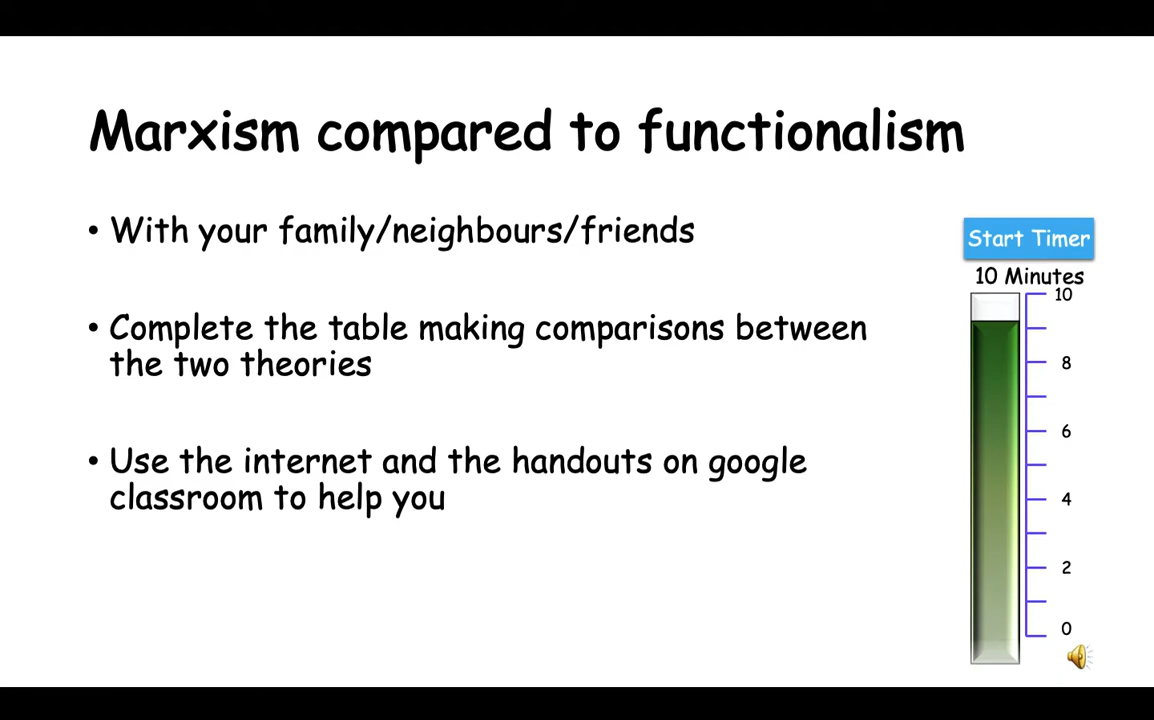 Marxism compared to functionalism
• With your family/neighbours/friends
• Complete the table making comparisons between
the two theories
• Use the internet and the handouts on google
classroom to help you
Start Timer
10 Minutes
10
8
6
4
2
0